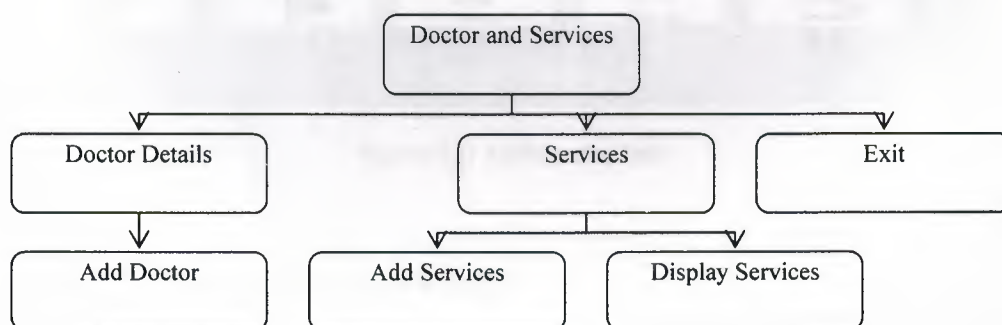 Doctor and Services
Doctor Details
Services
Exit
Add Doctor
Add Services
Display Services